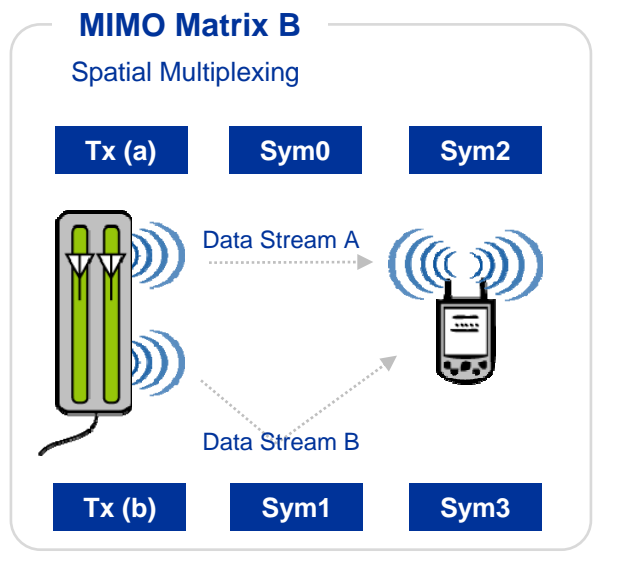 MIMO Matrix B
Spatial Multiplexing
Tx (a) Sym0 Sym2
Data Stream A
Data Stream B
Tx (b) Sym1 Sym3